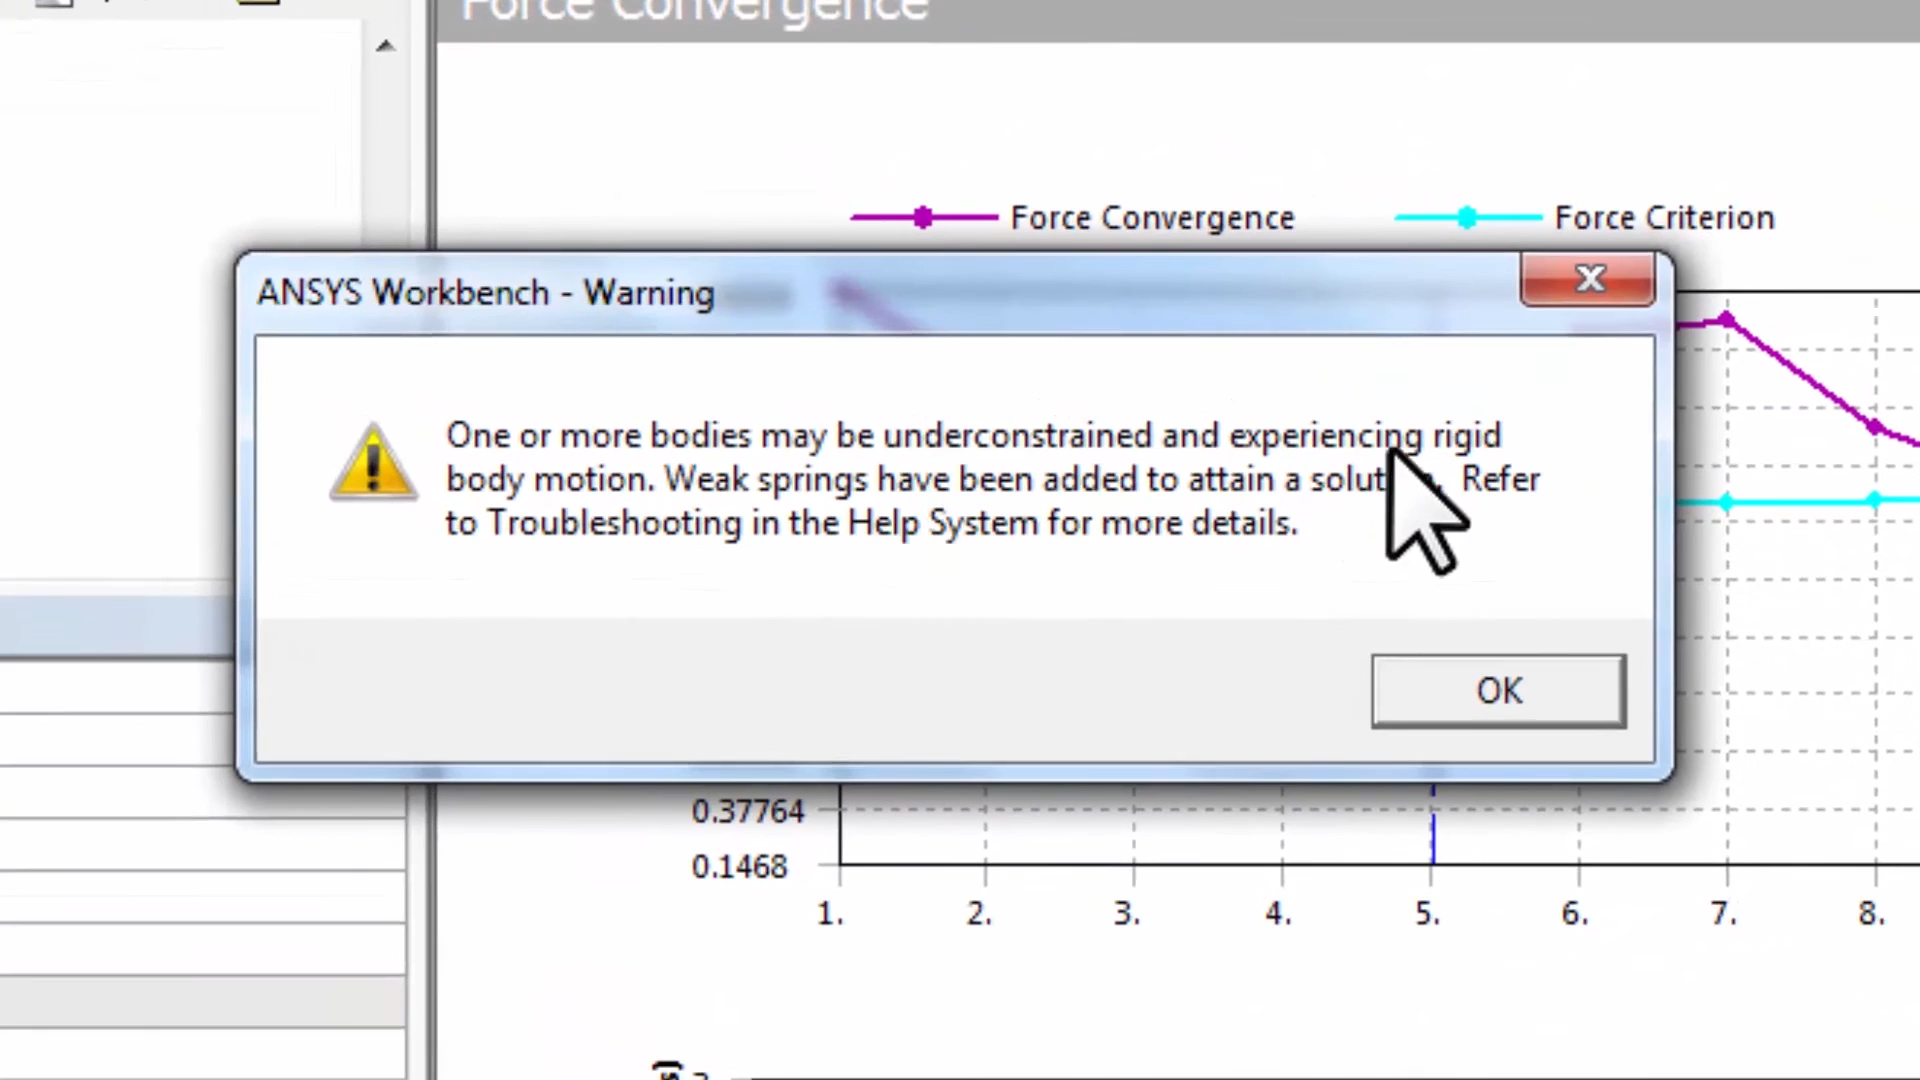 Force Convergence
Force Convergence
Force Criterion
ANSYS Workbench - Warning
One or more bodies may be underconstrained and experiencing rigid
body motion. Weak springs have been added to attain a Refer
to Troubleshooting in the Help System for more details.
OK
0.37764
0.1468
1. 2. 3. 4. 5. 6. 7. 8.